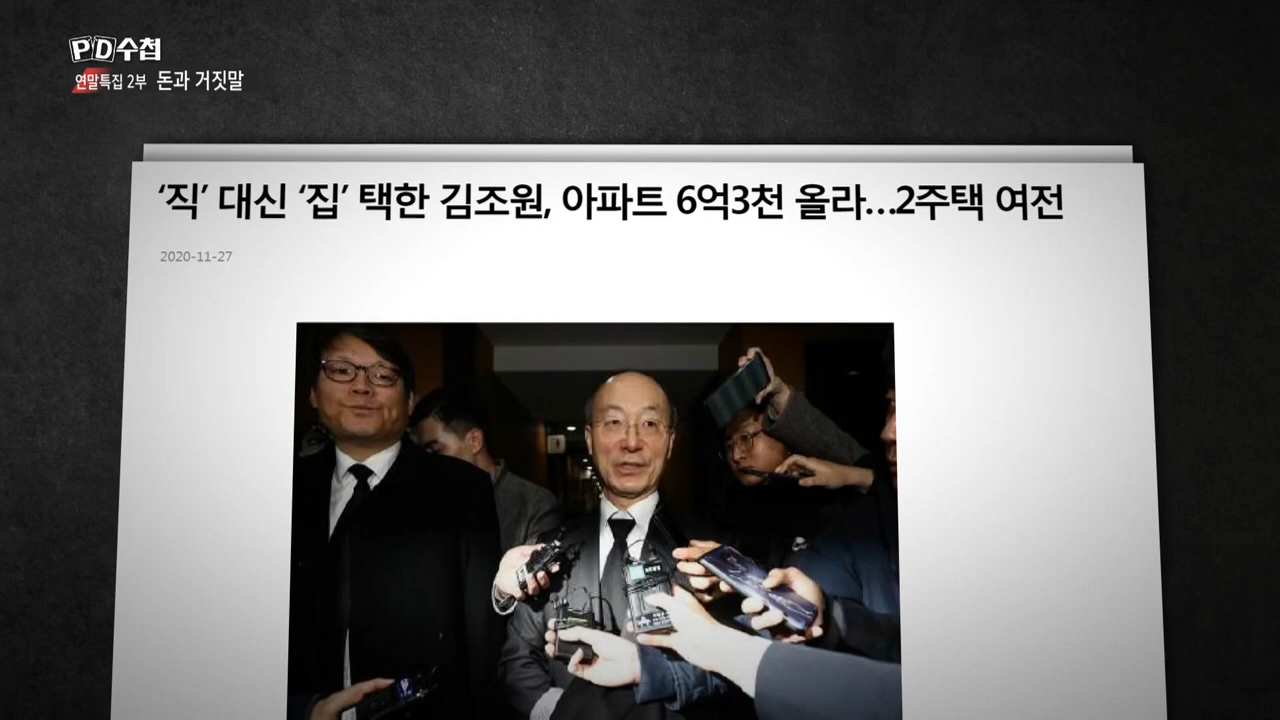 PD수첩
연말특집 2부 돈과 거짓말
‘직’ 대신 ‘집’ 택한 김조원, 아파트 6억3천 올라…2주택 여전
2020-11-27